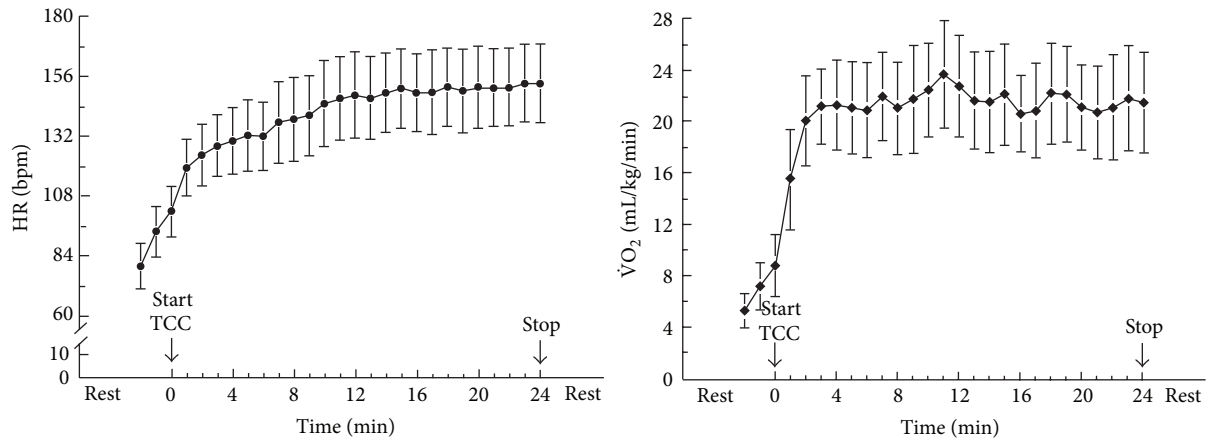 180
156
132
108
84
60
10
0
HR (bpm)
Start
TCC
Stop
Rest
0
4
8
12
16
20
24
Rest
Time (min)
28
24
20
16
12
8
4
0
V̇O₂ (mL/kg/min)
Start
TCC
Stop
Rest
0
4
8
12
16
20
24
Rest
Time (min)